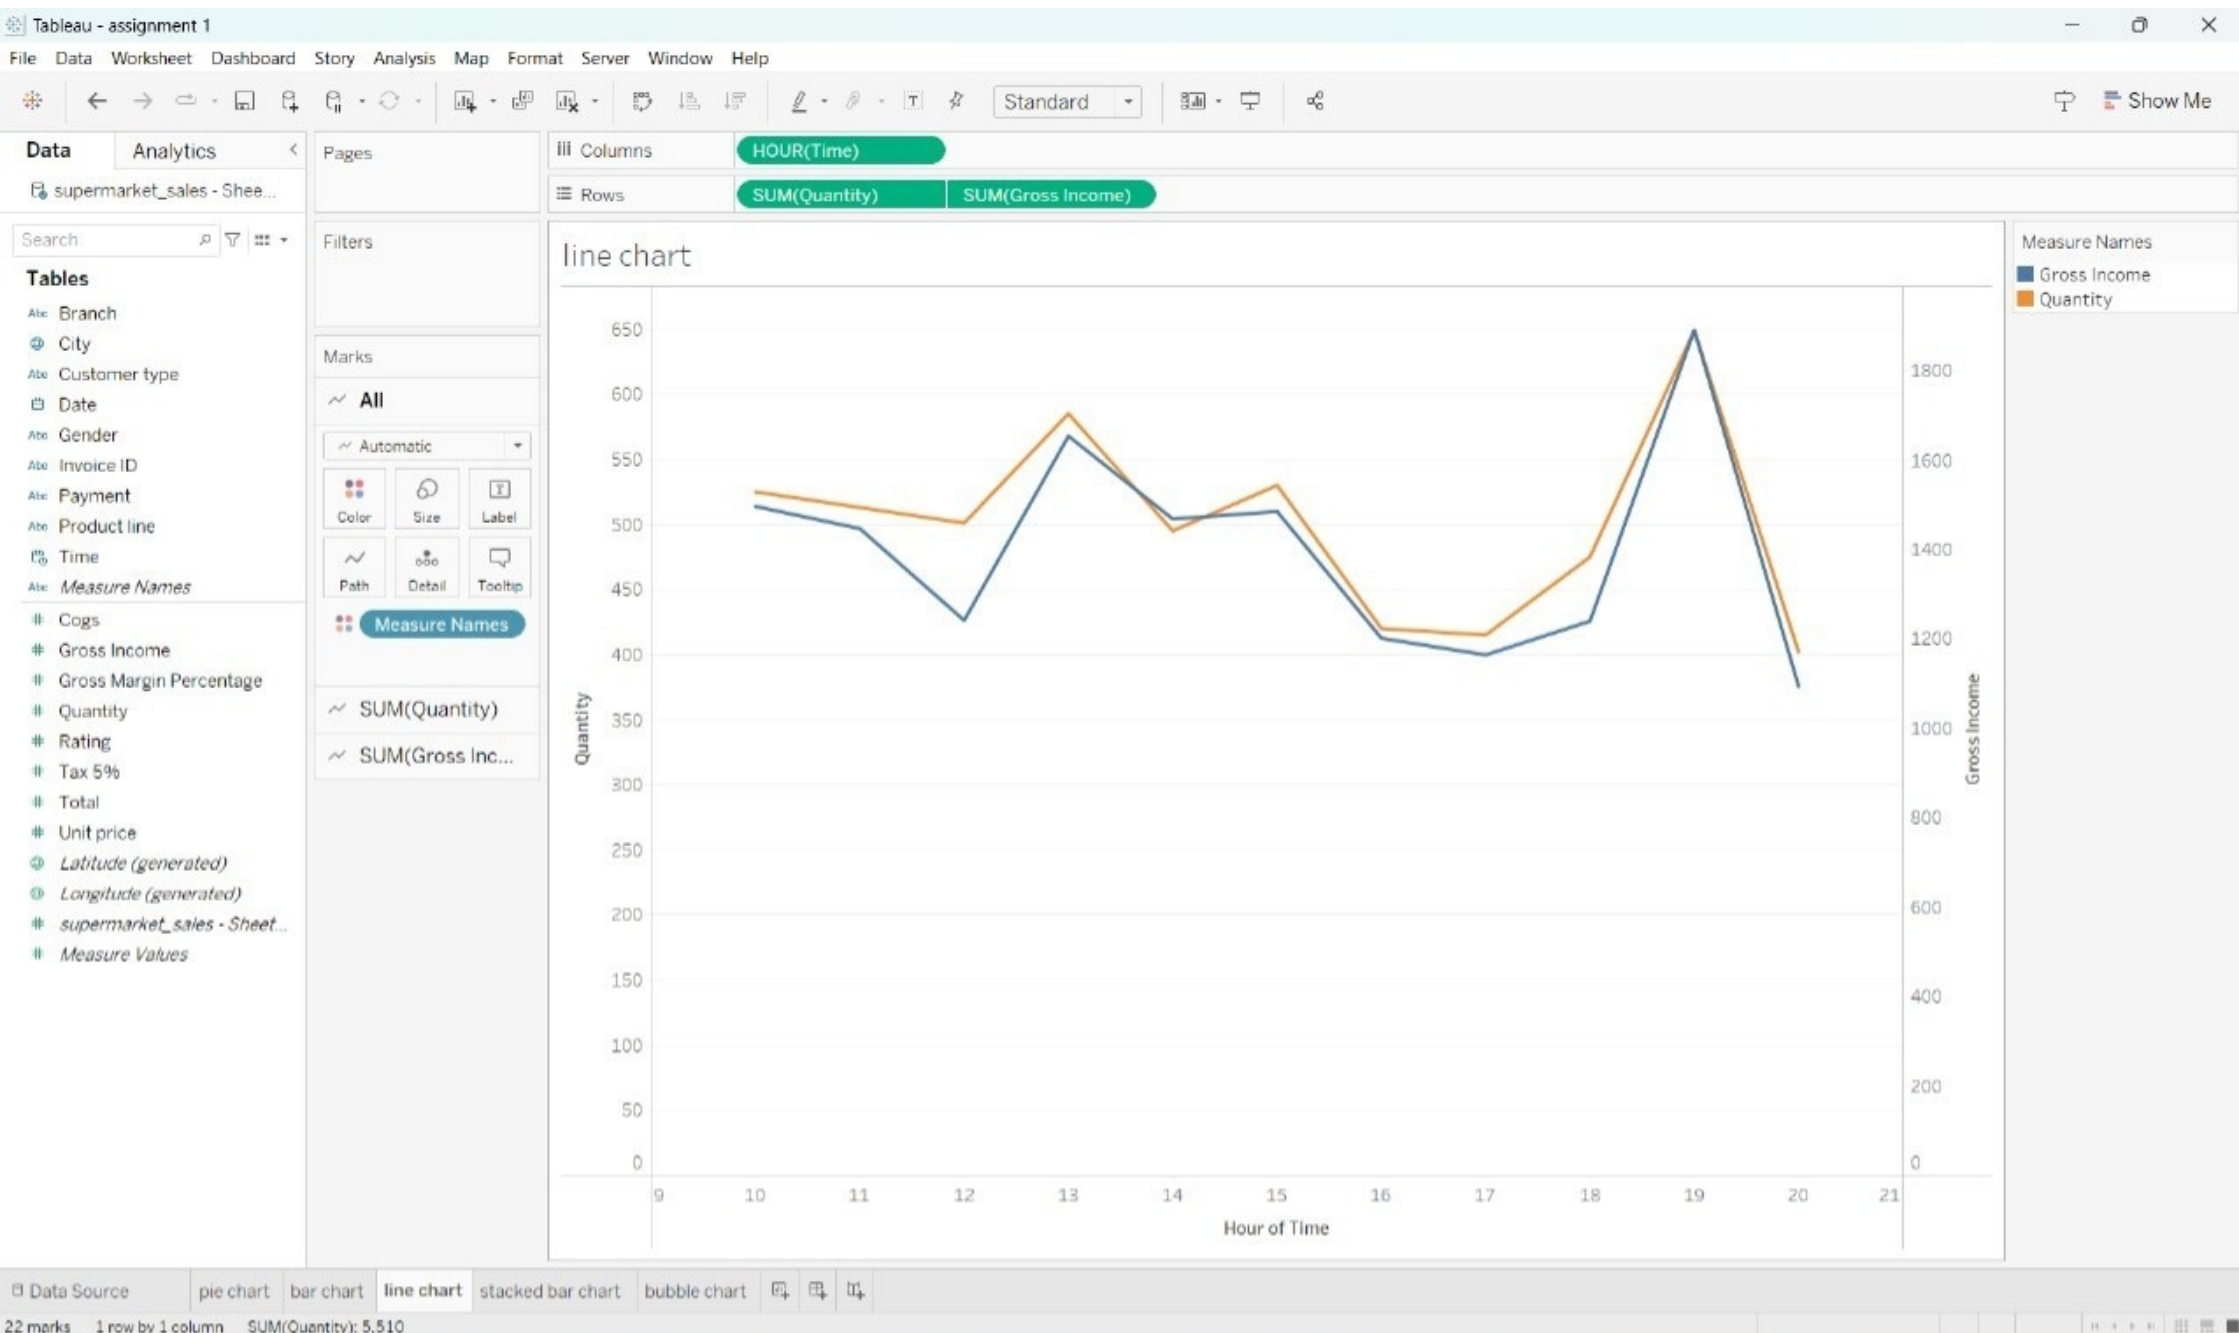 Tableau - assignment 1
File Data Worksheet Dashboard Story Analysis Map Format Server Window Help
Standard
Show Me
Data Analytics
supermarket_sales - Shee...
Search
Tables
Abc Branch
City
Abc Customer type
Date
Abc Gender
Abc Invoice ID
Abc Payment
Abc Product line
Time
Abc Measure Names
# Cogs
# Gross Income
# Gross Margin Percentage
# Quantity
# Rating
# Tax 5%
# Total
# Unit price
Latitude (generated)
Longitude (generated)
# supermarket_sales - Sheet...
# Measure Values
Pages
Filters
Marks
All
Automatic
Color Size Label
Path Detail Tooltip
Measure Names
SUM(Quantity)
SUM(Gross Inc...
Columns HOUR(Time)
Rows SUM(Quantity) SUM(Gross Income)
line chart
650
600
550
500
450
400
350
300
250
200
150
100
50
0
Quantity
1800
1600
1400
1200
1000
800
600
400
200
0
Gross Income
9 10 11 12 13 14 15 16 17 18 19 20 21
Hour of Time
Measure Names
Gross Income
Quantity
Data Source pie chart bar chart line chart stacked bar chart bubble chart
22 marks 1 row by 1 column SUM(Quantity): 5,510